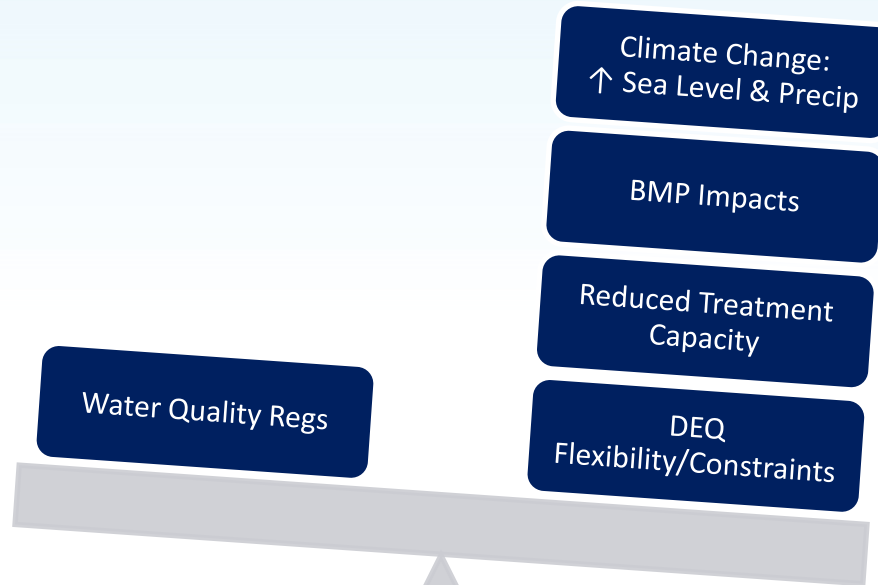 Climate Change:
↑ Sea Level & Precip
BMP Impacts
Reduced Treatment
Capacity
Water Quality Regs
DEQ
Flexibility/Constraints